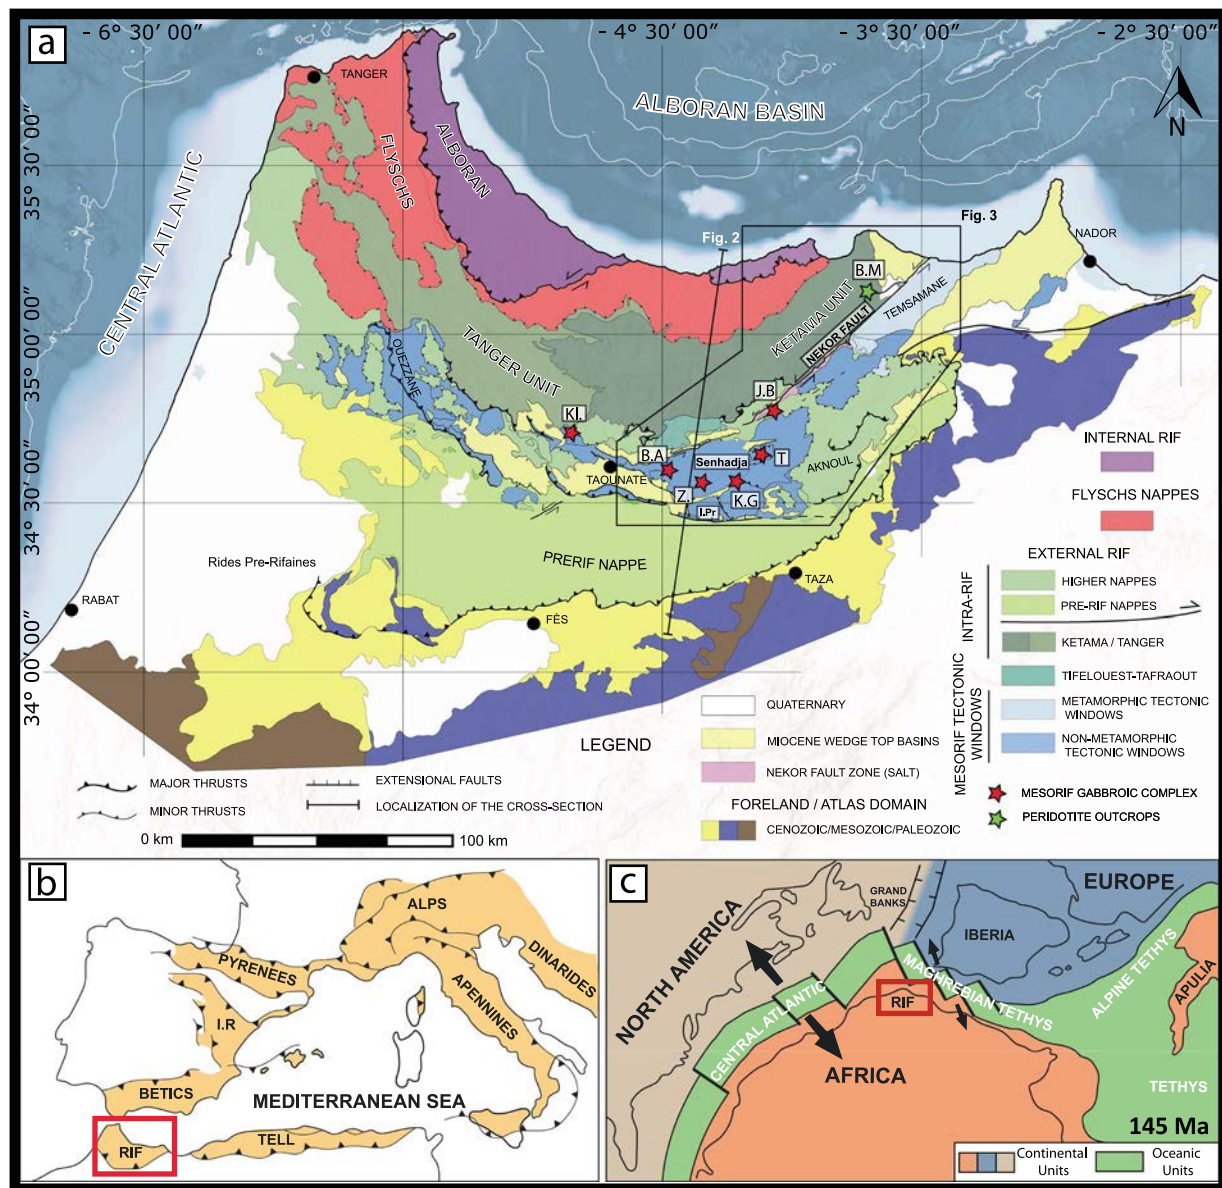 a
- 6° 30’ 00”
- 4° 30’ 00”
- 3° 30’ 00”
- 2° 30’ 00”
35° 30’ 00”
35° 00’ 00”
34° 30’ 00”
34° 00’ 00”
TANGER
FLYSCHS
ALBORAN
ALBORAN BASIN
N
CENTRAL ATLANTIC
Fig. 2
Fig. 3
NADOR
B.M
KETAMA UNIT
NEKOR FAULT
TEMSAMANE
OUEZZANE
TANGER UNIT
Kl.
J.B
B.A
Senhadja
T
TAOUNATE
Z.
K.G
I.Pr
AKNOUL
PRERIF NAPPE
Rides Pre-Rifaines
RABAT
FÈS
TAZA
INTERNAL RIF
FLYSCHS NAPPES
EXTERNAL RIF
INTRA-RIF
HIGHER NAPPES
PRE-RIF NAPPES
KETAMA / TANGER
TIFELOUEST-TAFRAOUT
MESORIF TECTONIC
WINDOWS
METAMORPHIC TECTONIC
WINDOWS
NON-METAMORPHIC
TECTONIC WINDOWS
MESORIF GABBROIC COMPLEX
PERIDOTITE OUTCROPS
LEGEND
QUATERNARY
MIOCENE WEDGE TOP BASINS
NEKOR FAULT ZONE (SALT)
FORELAND / ATLAS DOMAIN
CENOZOIC/MESOZOIC/PALEOZOIC
MAJOR THRUSTS
MINOR THRUSTS
EXTENSIONAL FAULTS
LOCALIZATION OF THE CROSS-SECTION
0 km
100 km
b
ALPS
DINARIDES
PYRENEES
APENNINES
I.R
BETICS
MEDITERRANEAN SEA
RIF
TELL
c
GRAND
BANKS
EUROPE
IBERIA
NORTH AMERICA
CENTRAL ATLANTIC
MAGHREBIAN TETHYS
ALPINE TETHYS
APULIA
RIF
AFRICA
TETHYS
145 Ma
Continental
Units
Oceanic
Units